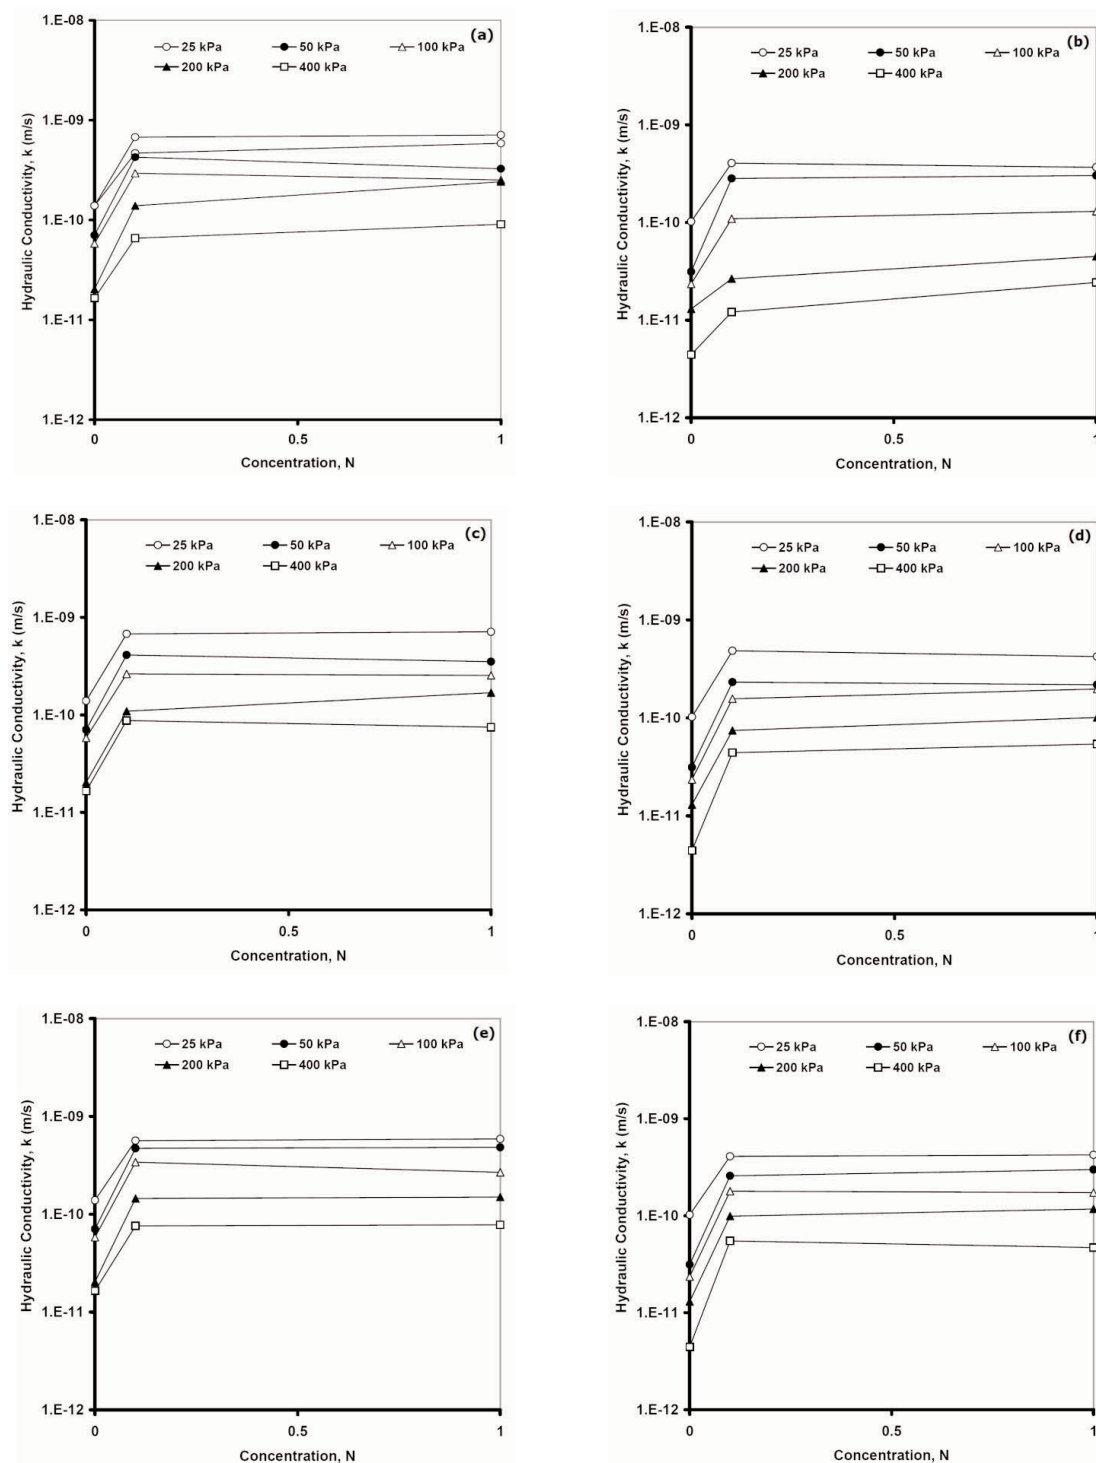 (a)
25 kPa 50 kPa 100 kPa
200 kPa 400 kPa
1.E-08
1.E-09
1.E-10
1.E-11
1.E-12
Hydraulic Conductivity, k (m/s)
0 0.5 1
Concentration, N
(b)
25 kPa 50 kPa 100 kPa
200 kPa 400 kPa
1.E-08
1.E-09
1.E-10
1.E-11
1.E-12
Hydraulic Conductivity, k (m/s)
0 0.5 1
Concentration, N
(c)
25 kPa 50 kPa 100 kPa
200 kPa 400 kPa
1.E-08
1.E-09
1.E-10
1.E-11
1.E-12
Hydraulic Conductivity, k (m/s)
0 0.5 1
Concentration, N
(d)
25 kPa 50 kPa 100 kPa
200 kPa 400 kPa
1.E-08
1.E-09
1.E-10
1.E-11
1.E-12
Hydraulic Conductivity, k (m/s)
0 0.5 1
Concentration, N
(e)
25 kPa 50 kPa 100 kPa
200 kPa 400 kPa
1.E-08
1.E-09
1.E-10
1.E-11
1.E-12
Hydraulic Conductivity, k (m/s)
0 0.5 1
Concentration, N
(f)
25 kPa 50 kPa 100 kPa
200 kPa 400 kPa
1.E-08
1.E-09
1.E-10
1.E-11
1.E-12
Hydraulic Conductivity, k (m/s)
0 0.5 1
Concentration, N